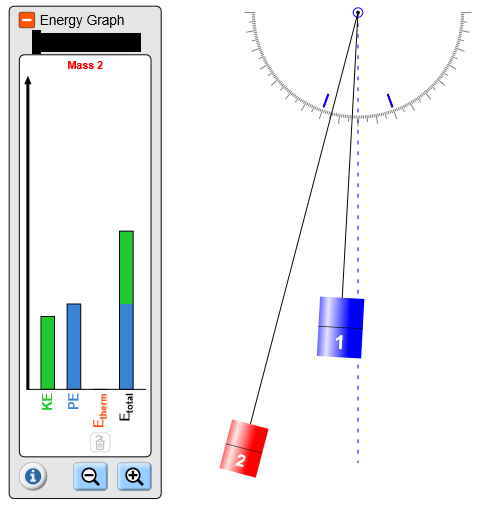 Energy Graph
Mass 2
KE
PE
Etherm
Etotal
1
2